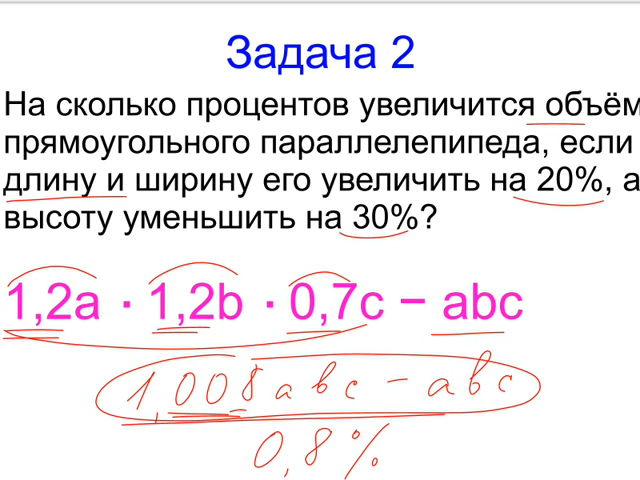 Задача 2
На сколько процентов увеличится объём
прямоугольного параллелепипеда, если
длину и ширину его увеличить на 20%, а
высоту уменьшить на 30%?
1,2a · 1,2b · 0,7c − abc
1,008abc − abc
0,8%